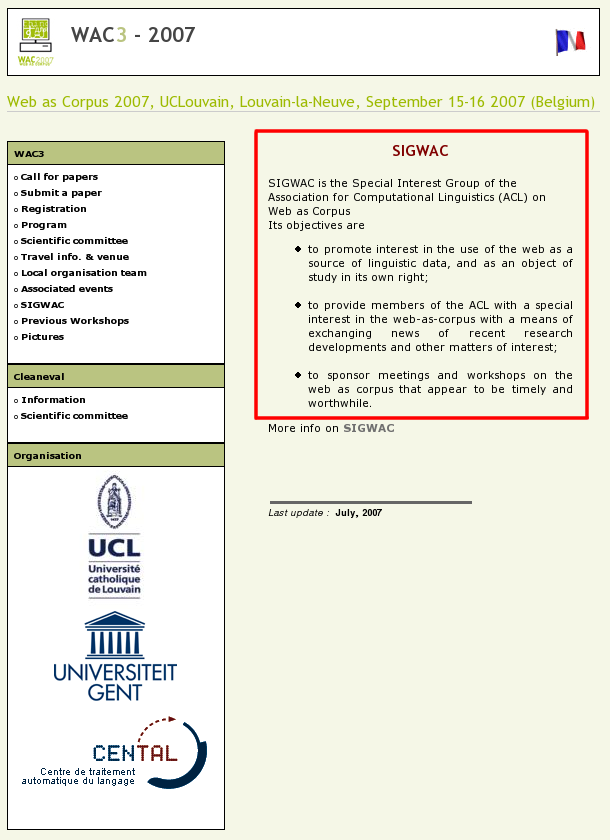 WAC3 - 2007
WAC2007
Web as Corpus 2007, UCLouvain, Louvain-la-Neuve, September 15-16 2007 (Belgium)
WAC3
Call for papers
Submit a paper
Registration
Program
Scientific committee
Travel info. & venue
Local organisation team
Associated events
SIGWAC
Previous Workshops
Pictures
Cleaneval
Information
Scientific committee
Organisation
UCL
Université
catholique
de Louvain
UNIVERSITEIT
GENT
CENTAL
Centre de traitement
automatique du langage
SIGWAC
SIGWAC is the Special Interest Group of the
Association for Computational Linguistics (ACL) on
Web as Corpus
Its objectives are
to promote interest in the use of the web as a
source of linguistic data, and as an object of
study in its own right;
to provide members of the ACL with a special
interest in the web-as-corpus with a means of
exchanging news of recent research
developments and other matters of interest;
to sponsor meetings and workshops on the
web as corpus that appear to be timely and
worthwhile.
More info on SIGWAC
Last update : July, 2007